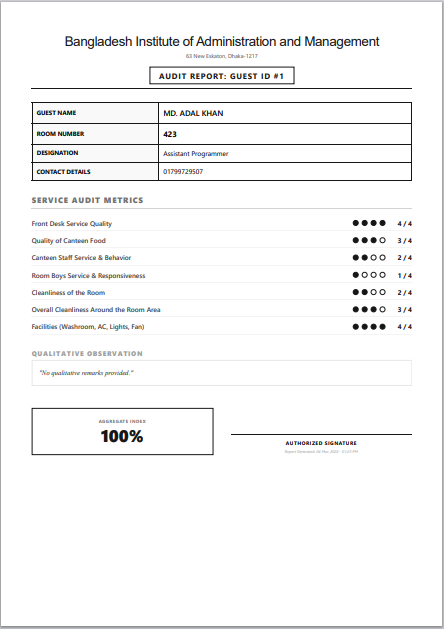 Bangladesh Institute of Administration and Management
63 New Eskaton, Dhaka-1217
AUDIT REPORT: GUEST ID #1
GUEST NAME MD. ADAL KHAN
ROOM NUMBER 423
DESIGNATION Assistant Programmer
CONTACT DETAILS 01799729507
SERVICE AUDIT METRICS
Front Desk Service Quality 4 / 4
Quality of Canteen Food 3 / 4
Canteen Staff Service & Behavior 2 / 4
Room Boys Service & Responsiveness 1 / 4
Cleanliness of the Room 2 / 4
Overall Cleanliness Around the Room Area 3 / 4
Facilities (Washroom, AC, Lights, Fan) 4 / 4
QUALITATIVE OBSERVATION
"No qualitative remarks provided."
AGGREGATE INDEX
100%
AUTHORIZED SIGNATURE
Report Generated: